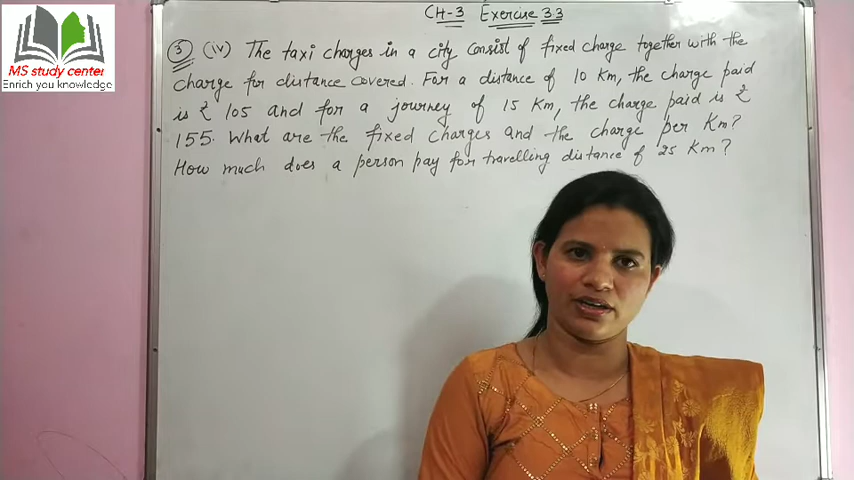 CH-3 Exercise 3.3
MS study center
Enrich you knowledge
3 (iv) The taxi charges in a city consist of fixed charge together with the
charge for distance covered. For a distance of 10 Km, the charge paid
is ₹ 105 and for a journey of 15 Km, the charge paid is ₹
155. What are the fixed charges and the charge per Km?
How much does a person pay for travelling distance of 25 Km?